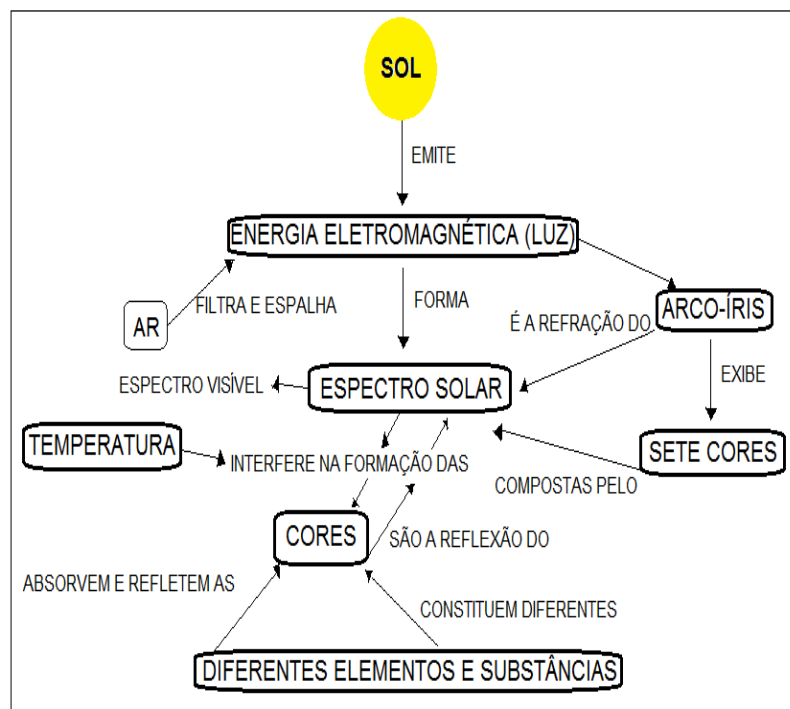 SOL
EMITE
ENERGIA ELETROMAGNÉTICA (LUZ)
FILTRA E ESPALHA
FORMA
ARCO-ÍRIS
AR
É A REFRAÇÃO DO
ESPECTRO VISÍVEL
ESPECTRO SOLAR
EXIBE
TEMPERATURA
INTERFERE NA FORMAÇÃO DAS
SETE CORES
COMPOSTAS PELO
CORES
SÃO A REFLEXÃO DO
ABSORVEM E REFLETEM AS
CONSTITUEM DIFERENTES
DIFERENTES ELEMENTOS E SUBSTÂNCIAS